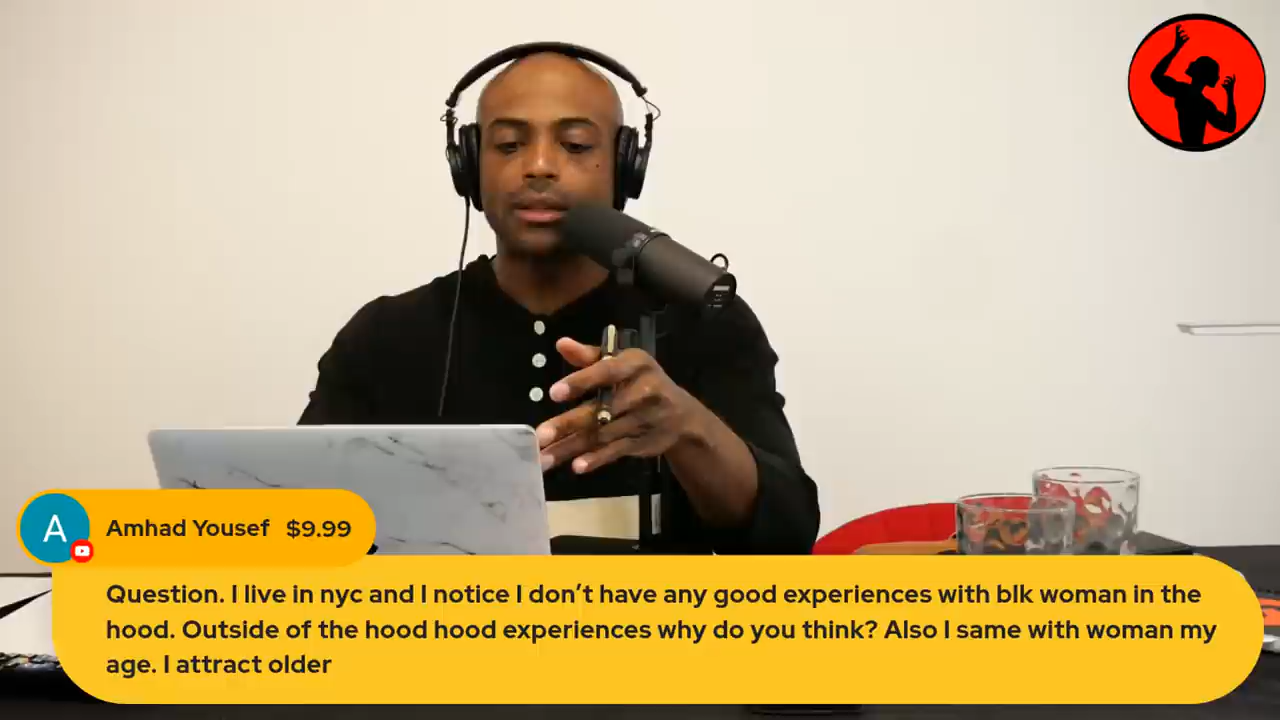 A
Amhad Yousef $9.99
Question. I live in nyc and I notice I don’t have any good experiences with blk woman in the
hood. Outside of the hood hood experiences why do you think? Also I same with woman my
age. I attract older